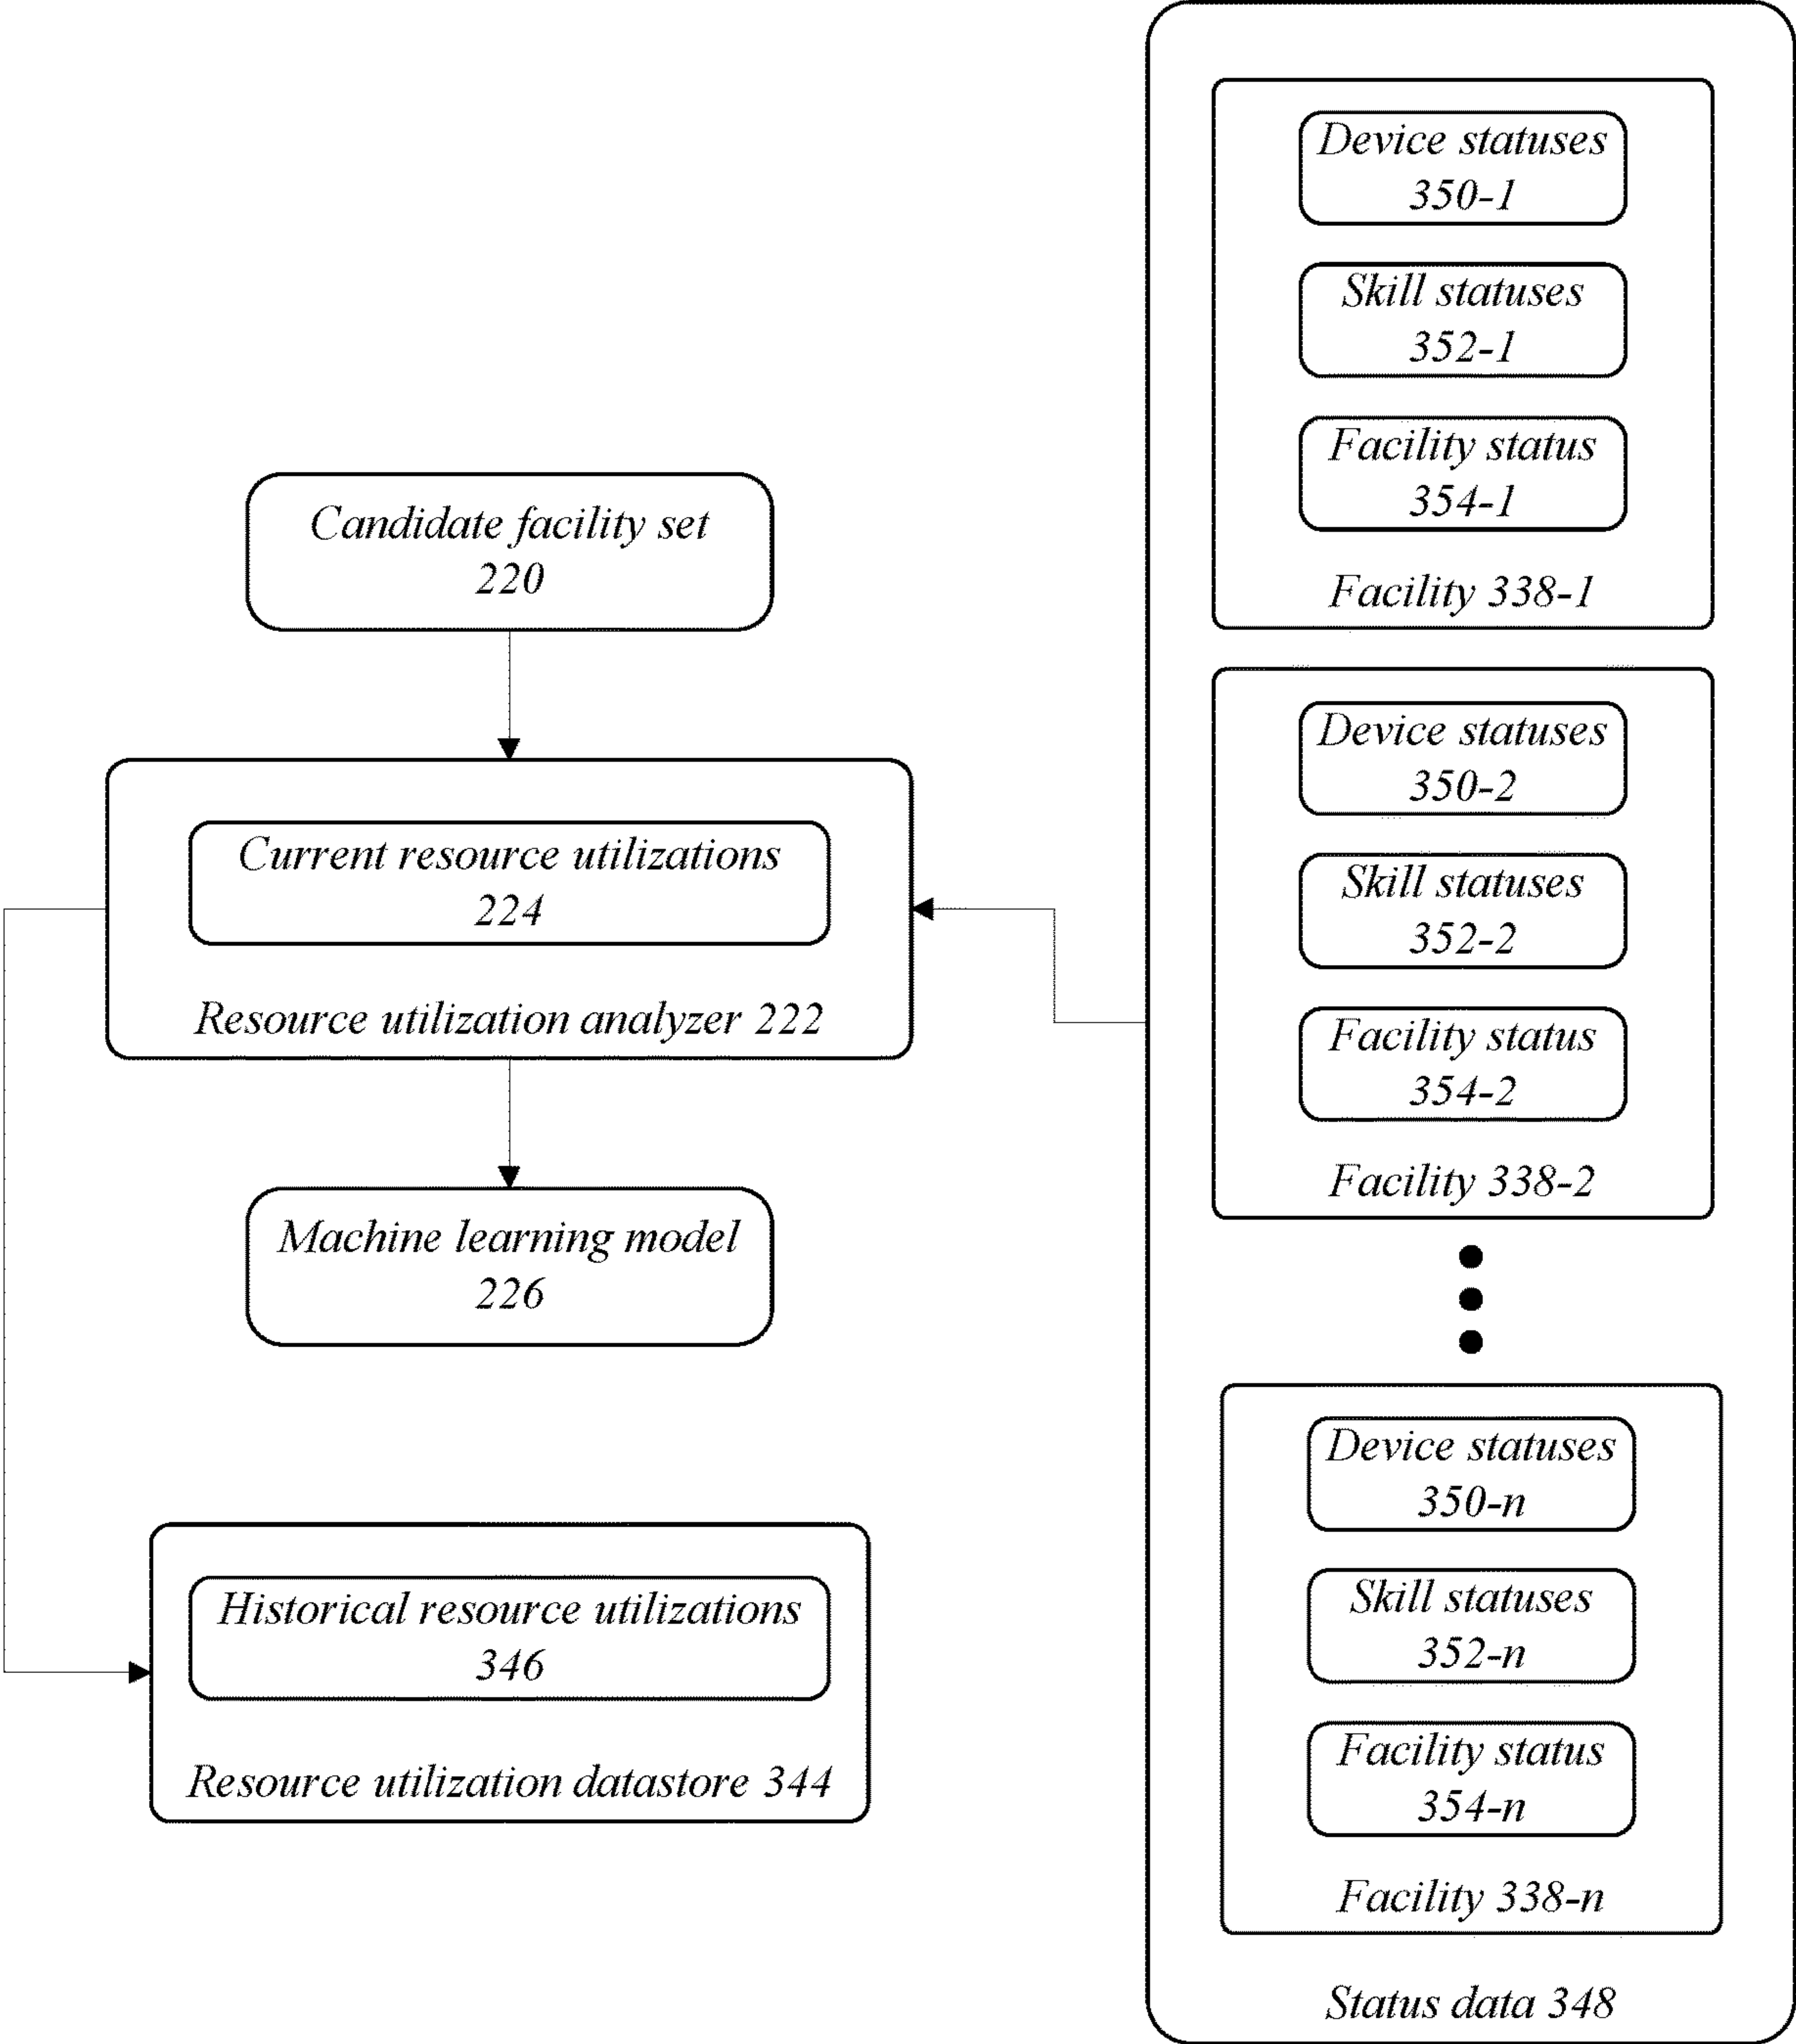 Candidate facility set
220
Current resource utilizations
224
Resource utilization analyzer 222
Machine learning model
226
Historical resource utilizations
346
Resource utilization datastore 344
Device statuses
350-1
Skill statuses
352-1
Facility status
354-1
Facility 338-1
Device statuses
350-2
Skill statuses
352-2
Facility status
354-2
Facility 338-2
Device statuses
350-n
Skill statuses
352-n
Facility status
354-n
Facility 338-n
Status data 348